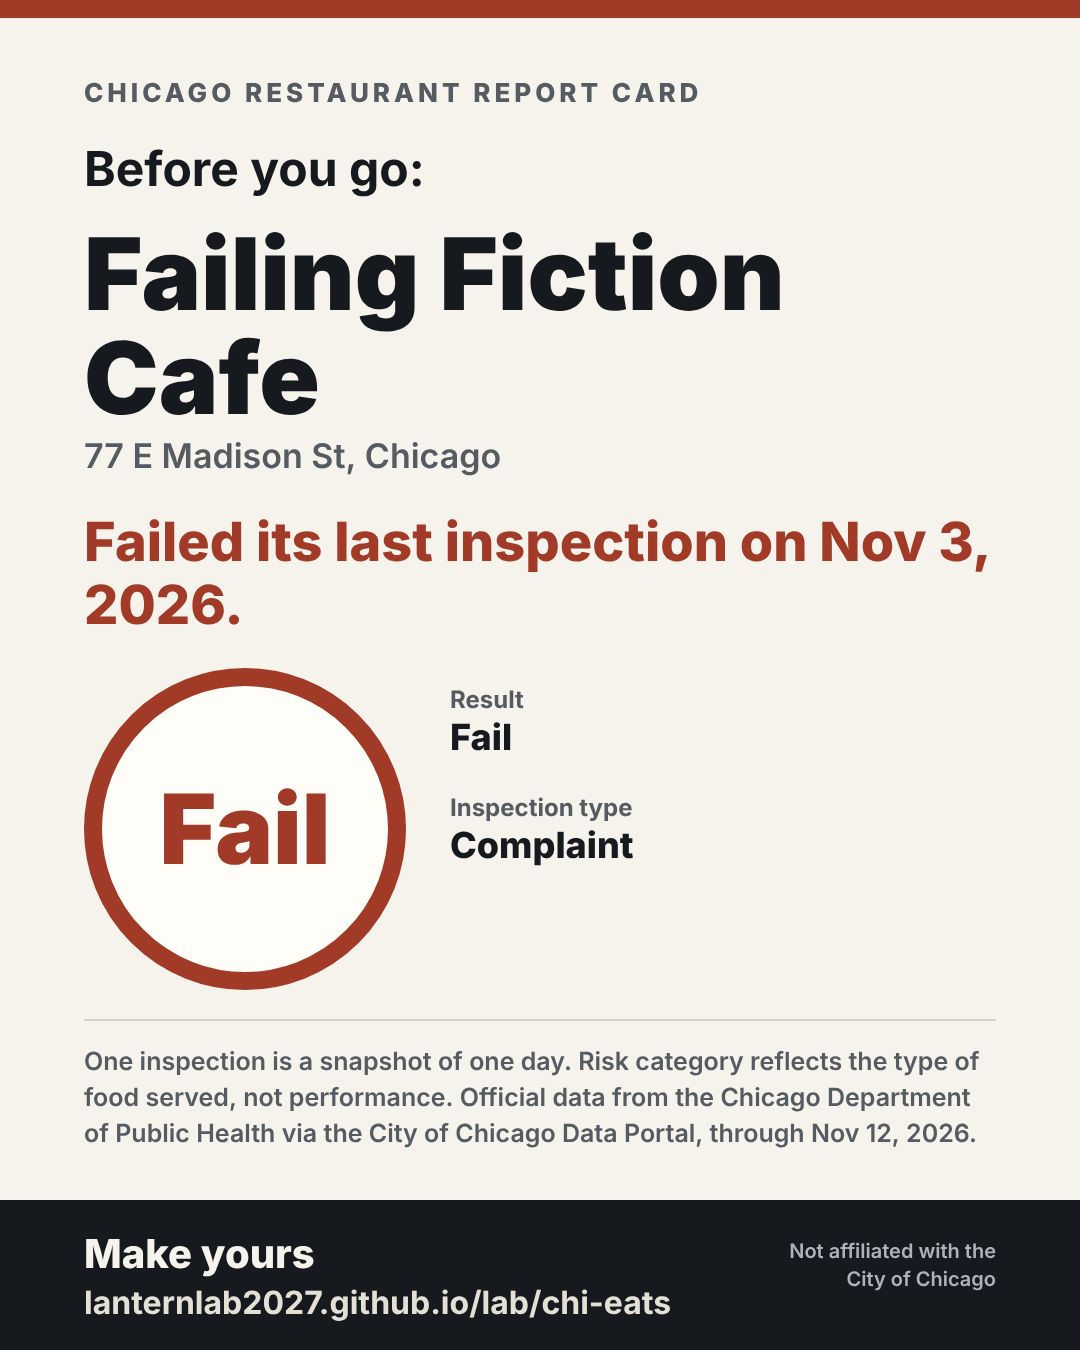 CHICAGO RESTAURANT REPORT CARD
Before you go:
Failing Fiction
Cafe
77 E Madison St, Chicago
Failed its last inspection on Nov 3,
2026.
Fail
Result
Fail
Inspection type
Complaint
One inspection is a snapshot of one day. Risk category reflects the type of
food served, not performance. Official data from the Chicago Department
of Public Health via the City of Chicago Data Portal, through Nov 12, 2026.
Make yours
lanternlab2027.github.io/lab/chi-eats
Not affiliated with the
City of Chicago